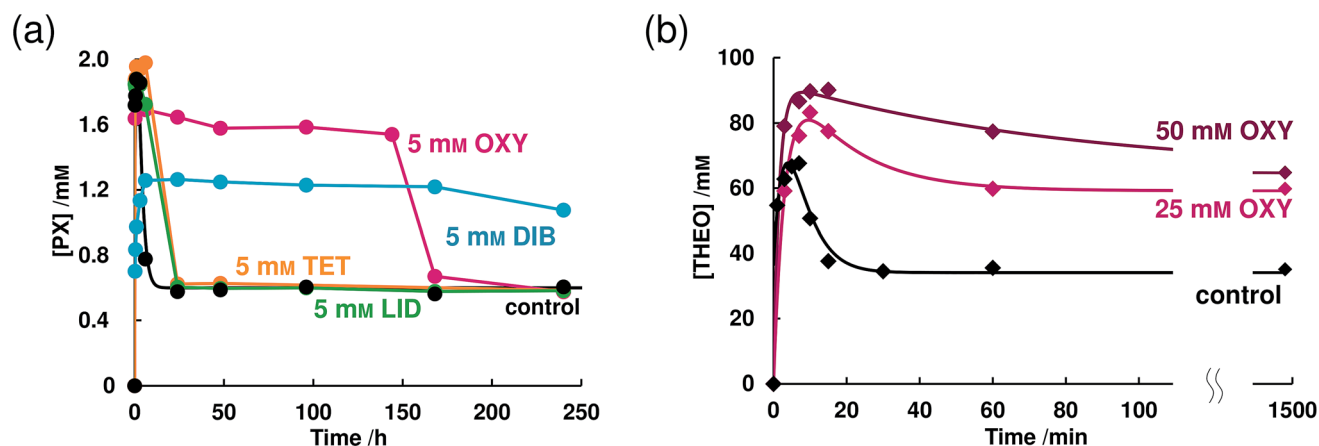 (a)
[PX] /mM
2.0
1.6
1.2
0.8
0.4
0
5 mM OXY
5 mM DIB
5 mM TET
5 mM LID
control
0 50 100 150 200 250
Time /h
(b)
[THEO] /mM
100
80
60
40
20
0
50 mM OXY
25 mM OXY
control
0 20 40 60 80 100 1500
Time /min